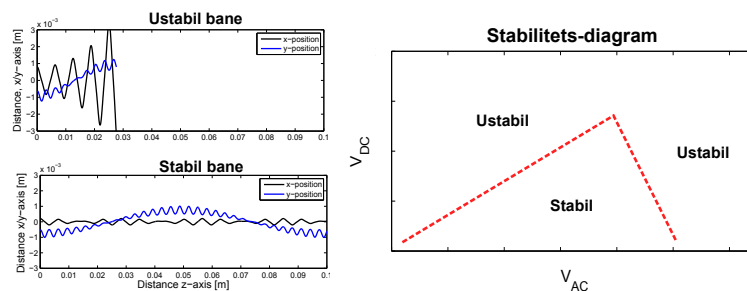 Ustabil bane
x 10⁻³
Distance, x/y-axis [m]
3
2
1
0
-1
-2
-3
x-position
y-position
0
0.01
0.02
0.03
0.04
0.05
0.06
0.07
0.08
0.09
0.1
Stabil bane
x 10⁻³
Distance x/y-axis [m]
3
2
1
0
-1
-2
-3
x-position
y-position
0
0.01
0.02
0.03
0.04
0.05
0.06
0.07
0.08
0.09
0.1
Distance z-axis [m]
Stabilitets-diagram
V_DC
Ustabil
Ustabil
Stabil
V_AC